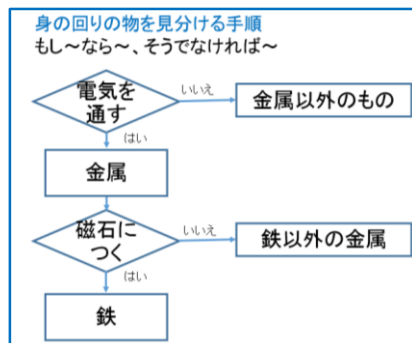 身の回りの物を見分ける手順
もし～なら～、そうでなければ～
電気を
通す
いいえ
金属以外のもの
はい
金属
磁石に
つく
いいえ
鉄以外の金属
はい
鉄